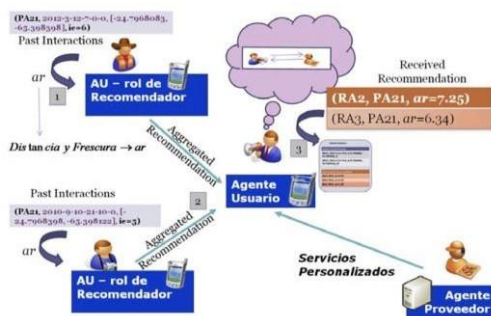 (PA21, 2012-3-12-7-0-0, [-24.7968083,
-65.398398], ie=6)
Past Interactions
ar
1
AU – rol de
Recomendador
Distancia y Frescura → ar
Past Interactions
(PA21, 2010-9-10-21-10-0, [-
24.7968398, -65.398122], ie=5)
ar
AU – rol de
Recomendador
Aggregated
Recommendation
2
Aggregated
Recommendation
Agente
Usuario
3
Received
Recommendation
(RA2, PA21, ar=7.25)
(RA3, PA21, ar=6.34)
Servicios
Personalizados
Agente
Proveedor